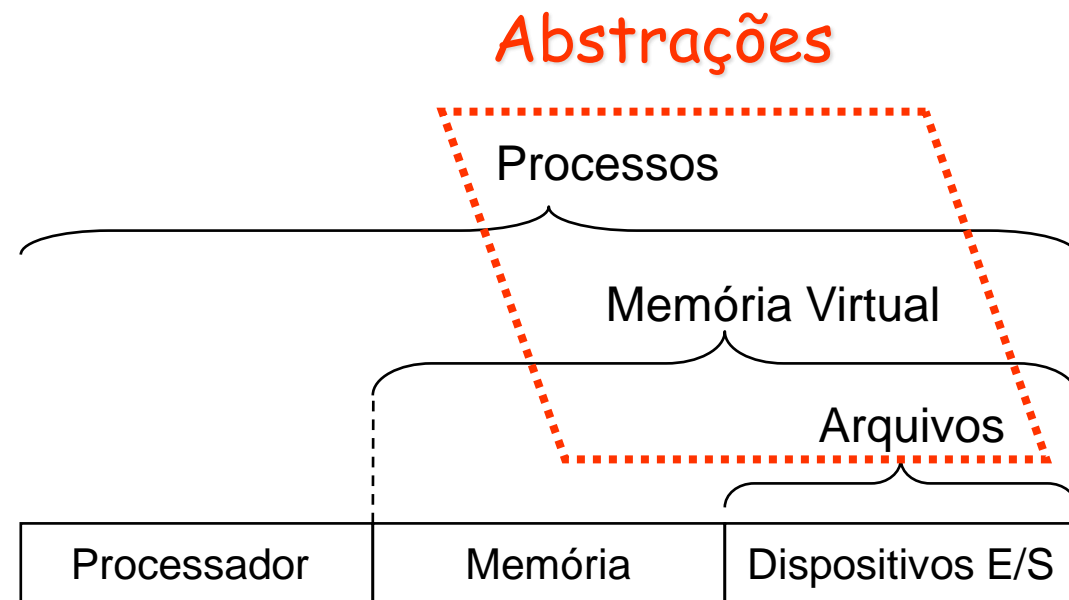 Abstrações
Processos
Memória Virtual
Arquivos
Processador Memória Dispositivos E/S